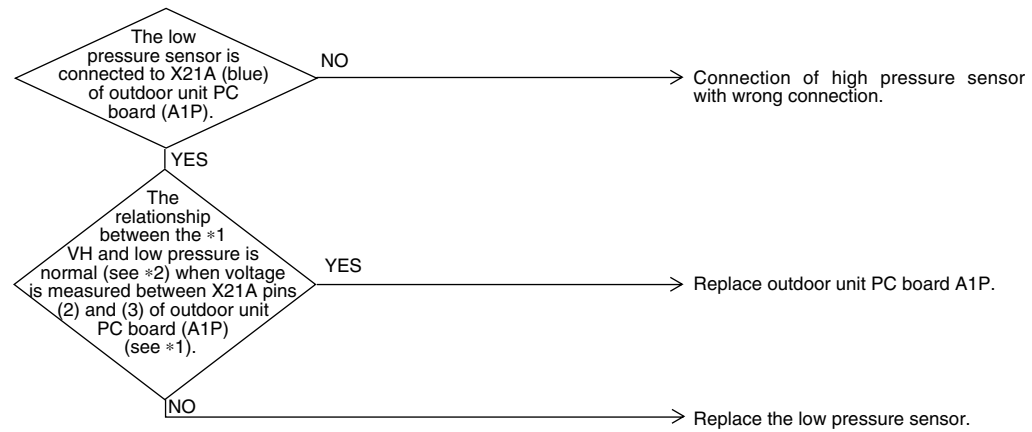 The low
pressure sensor is
connected to X21A (blue)
of outdoor unit PC
board (A1P).
NO
Connection of high pressure sensor
with wrong connection.
YES
The
relationship
between the *1
VH and low pressure is
normal (see *2) when voltage
is measured between X21A pins
(2) and (3) of outdoor unit
PC board (A1P)
(see *1).
YES
Replace outdoor unit PC board A1P.
NO
Replace the low pressure sensor.